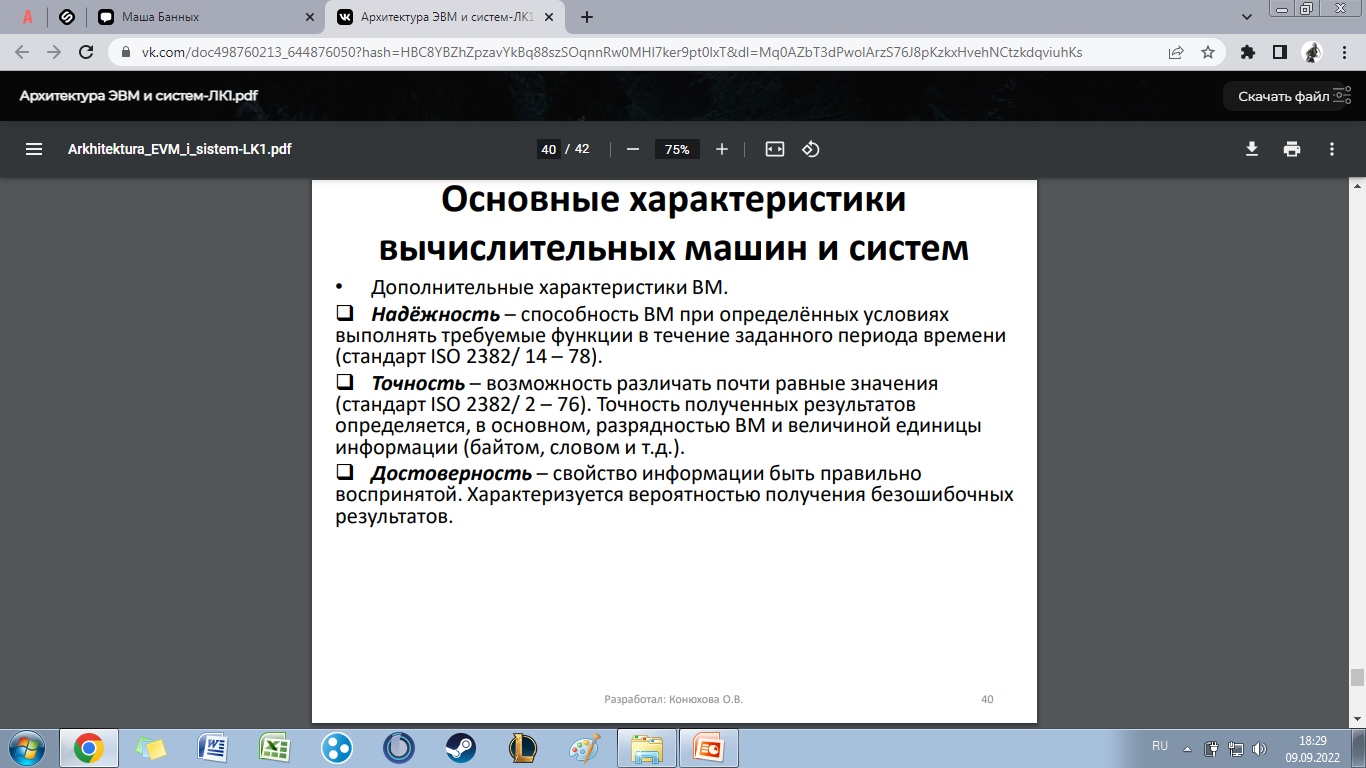 Маша Банных
Архитектура ЭВМ и систем-ЛК1
vk.com/doc498760213_644876050?hash=HBC8YBZhZpzavYkBq88szSOqnnRw0MHl7ker9pt0lxT&dl=Mq0AZbT3dPwolArzS76J8pKzkxHvehNCtzkdqviuhKs
Архитектура ЭВМ и систем-ЛК1.pdf
Скачать файл
Arkhitektura_EVM_i_sistem-LK1.pdf
40 / 42
75%
Основные характеристики
вычислительных машин и систем
• Дополнительные характеристики ВМ.
Надёжность – способность ВМ при определённых условиях
выполнять требуемые функции в течение заданного периода времени
(стандарт ISO 2382/ 14 – 78).
Точность – возможность различать почти равные значения
(стандарт ISO 2382/ 2 – 76). Точность полученных результатов
определяется, в основном, разрядностью ВМ и величиной единицы
информации (байтом, словом и т.д.).
Достоверность – свойство информации быть правильно
воспринятой. Характеризуется вероятностью получения безошибочных
результатов.
Разработал: Конюхова О.В.
40
RU
18:29
09.09.2022